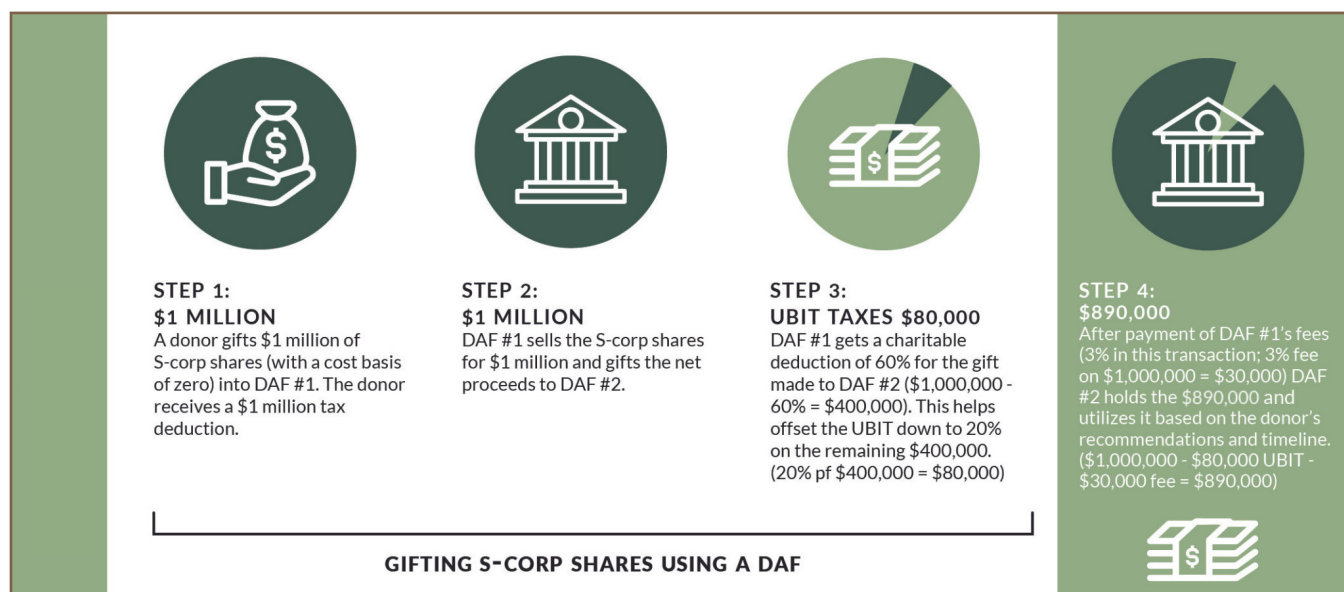 $
$
$
STEP 1:
$1 MILLION
A donor gifts $1 million of
S-corp shares (with a cost basis
of zero) into DAF #1. The donor
receives a $1 million tax
deduction.
STEP 2:
$1 MILLION
DAF #1 sells the S-corp shares
for $1 million and gifts the net
proceeds to DAF #2.
STEP 3:
UBIT TAXES $80,000
DAF #1 gets a charitable
deduction of 60% for the gift
made to DAF #2 ($1,000,000 -
60% = $400,000). This helps
offset the UBIT down to 20%
on the remaining $400,000.
(20% pf $400,000 = $80,000)
STEP 4:
$890,000
After payment of DAF #1’s fees
(3% in this transaction; 3% fee
on $1,000,000 = $30,000) DAF
#2 holds the $890,000 and
utilizes it based on the donor’s
recommendations and timeline.
($1,000,000 - $80,000 UBIT -
$30,000 fee = $890,000)
GIFTING S-CORP SHARES USING A DAF